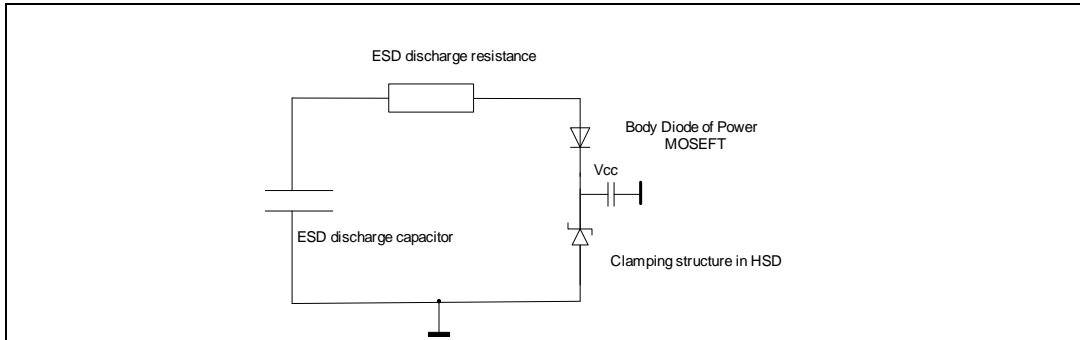 ESD discharge resistance
Body Diode of Power
MOSEFT
Vcc
ESD discharge capacitor
Clamping structure in HSD